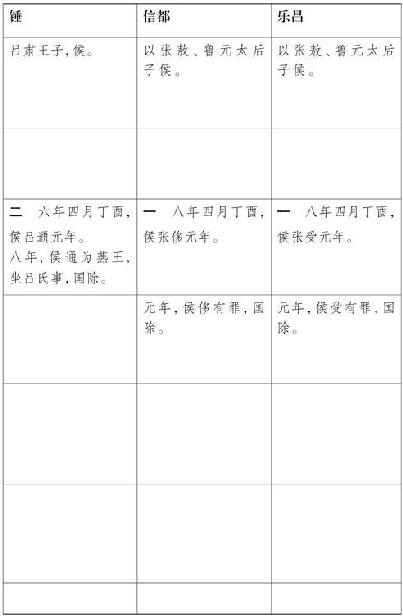 锤
信都
乐昌
吕肃王子，侯。
以张敖、鲁元太后
子侯。
以张敖、鲁元太后
子侯。
二　六年四月丁酉，
侯吕通元年。
八年，侯通为燕王，
坐吕氏事，国除。
一　八年四月丁酉，
侯张侈元年。
一　八年四月丁酉，
侯张受元年。
元年，侯侈有罪，国
除。
元年，侯受有罪，国
除。